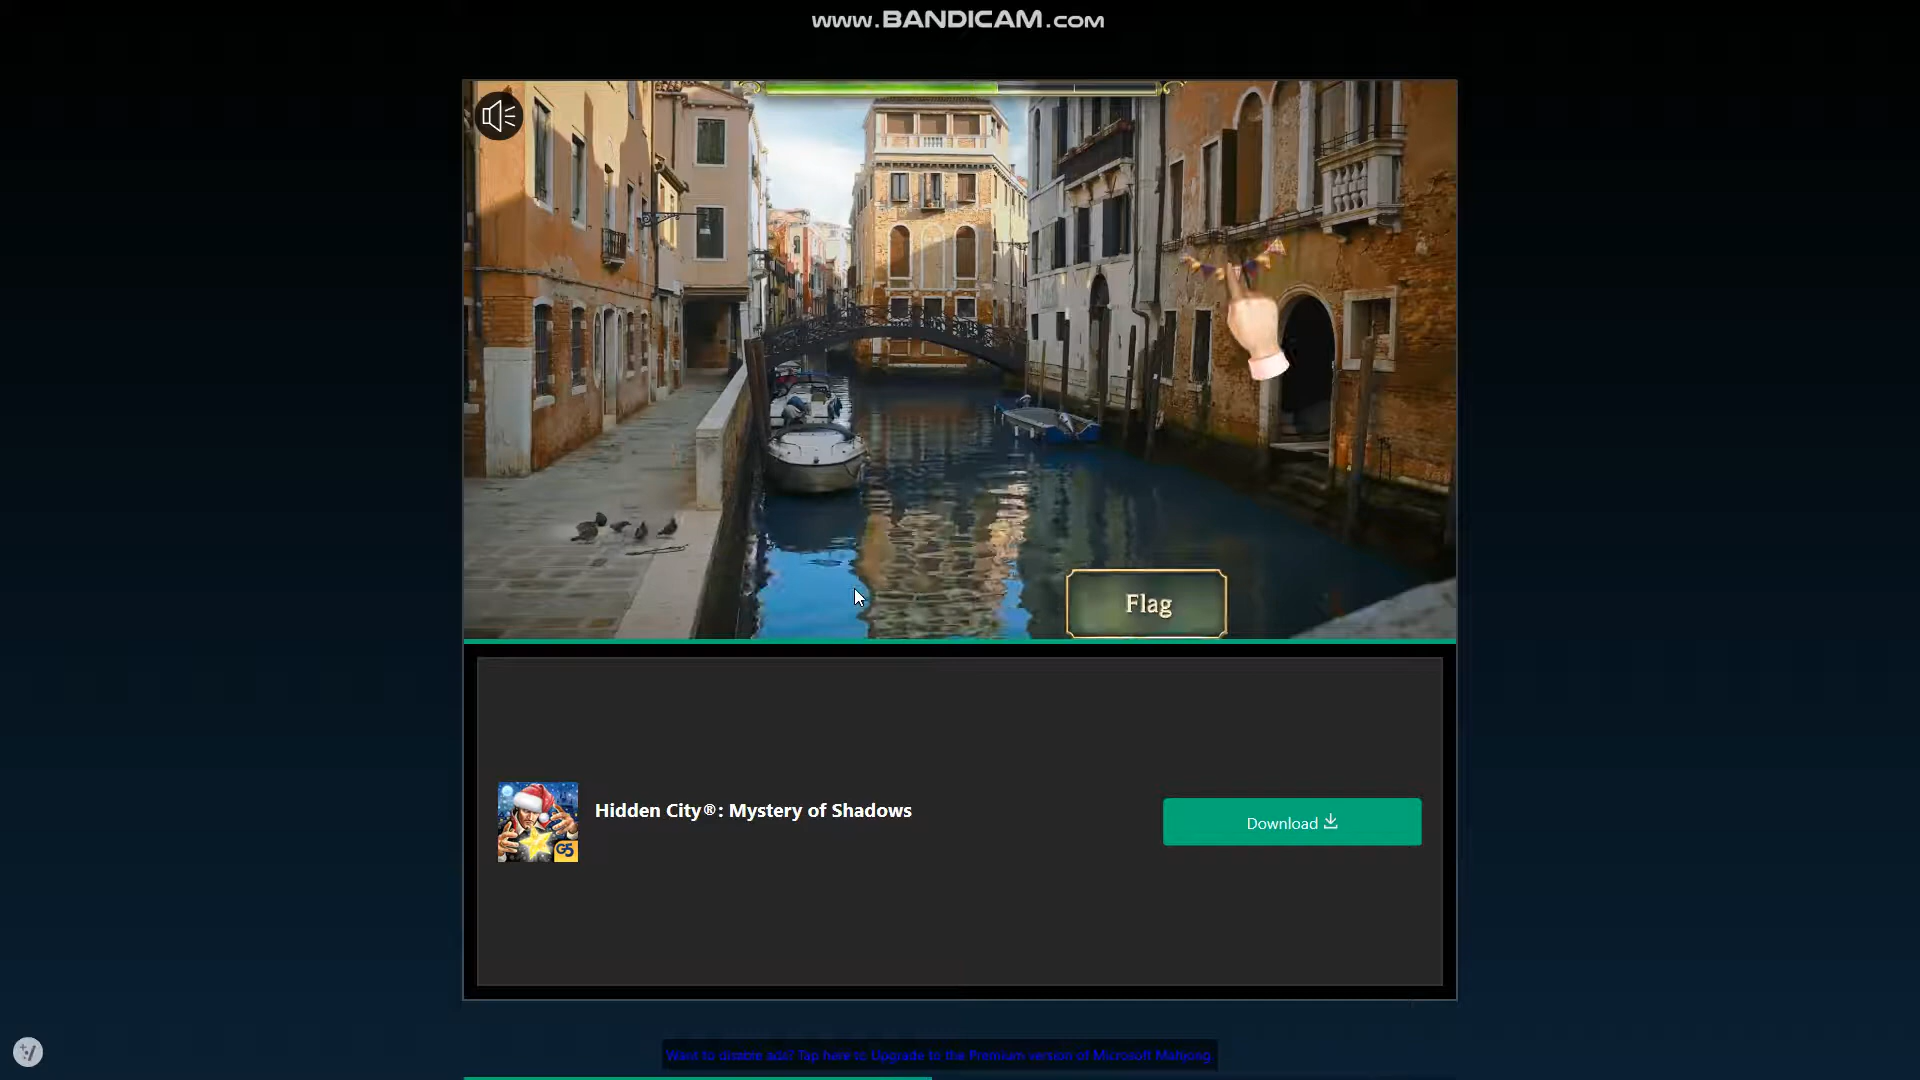 www.BANDICAM.COM
Flag
Hidden City®: Mystery of Shadows
G5
Download
Want to disable ads? Tap here to Upgrade to the Premium version of Microsoft Mahjong